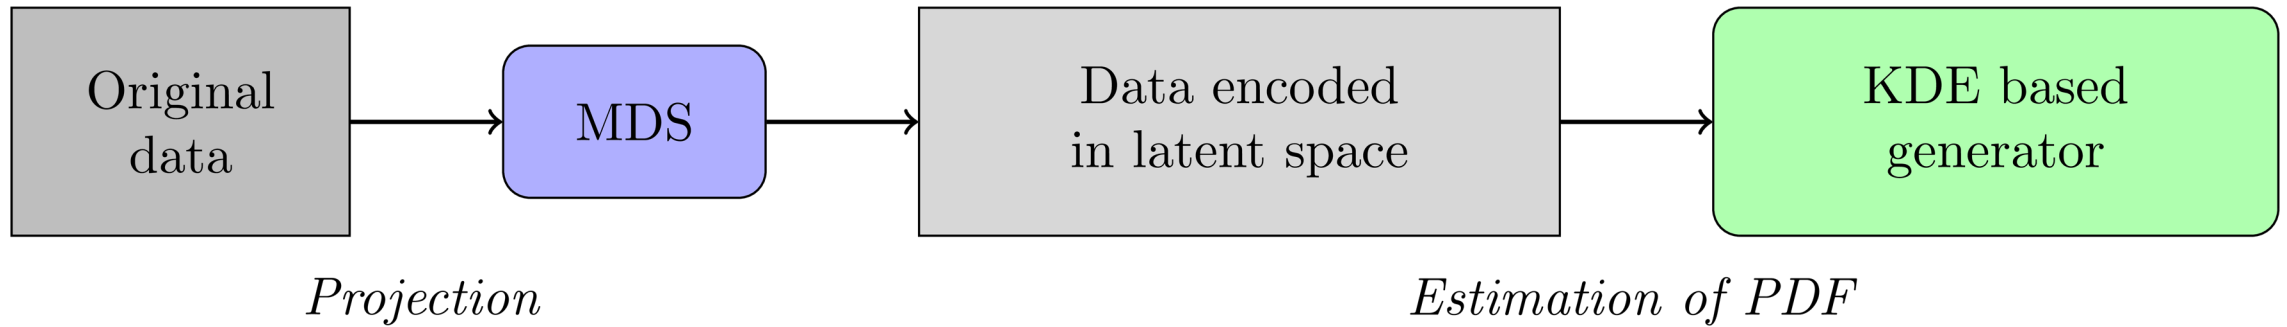 Original
data
MDS
Data encoded
in latent space
KDE based
generator
Projection
Estimation of PDF